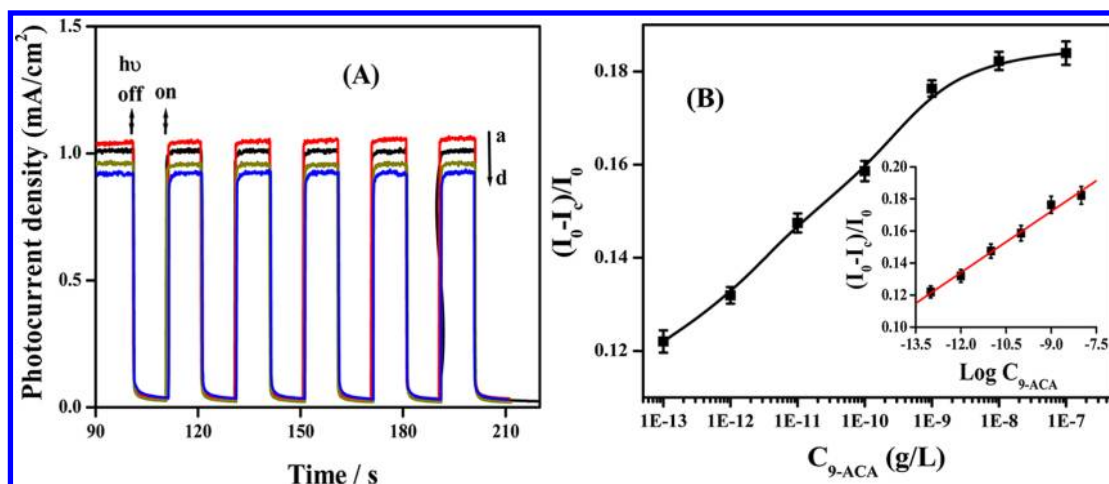 Photocurrent density (mA/cm²)
1.5
1.0
0.5
0.0
hυ
off on
(A)
a
d
90 120 150 180 210
Time / s
(I₀-I_c)/I₀
0.18
0.16
0.14
0.12
(B)
1E-13 1E-12 1E-11 1E-10 1E-9 1E-8 1E-7
C₉₋ACA (g/L)
(I₀-I_c)/I₀
0.20
0.18
0.16
0.14
0.12
0.10
-13.5 -12.0 -10.5 -9.0 -7.5
Log C₉₋ACA